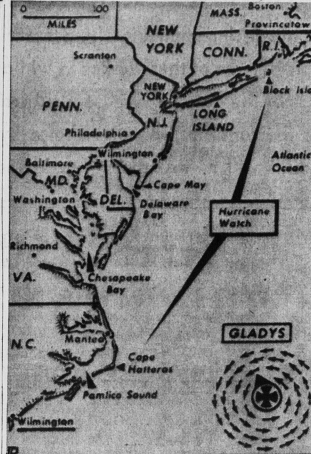 0 100
MILES
NEW
YORK
MASS.
Boston
Provincetow
CONN.
R.I.
Scranton
PENN.
NEW
YORK
N.J.
LONG
ISLAND
Block Isl
Philadelphia
Wilmington
Baltimore
MD.
Washington
DEL.
Cape May
Delaware
Bay
Atlantic
Ocean
Hurricane
Watch
Richmond
VA.
Chesapeake
Bay
N.C.
Manteo
Cape
Hatteras
Pamlico Sound
Wilmington
GLADYS